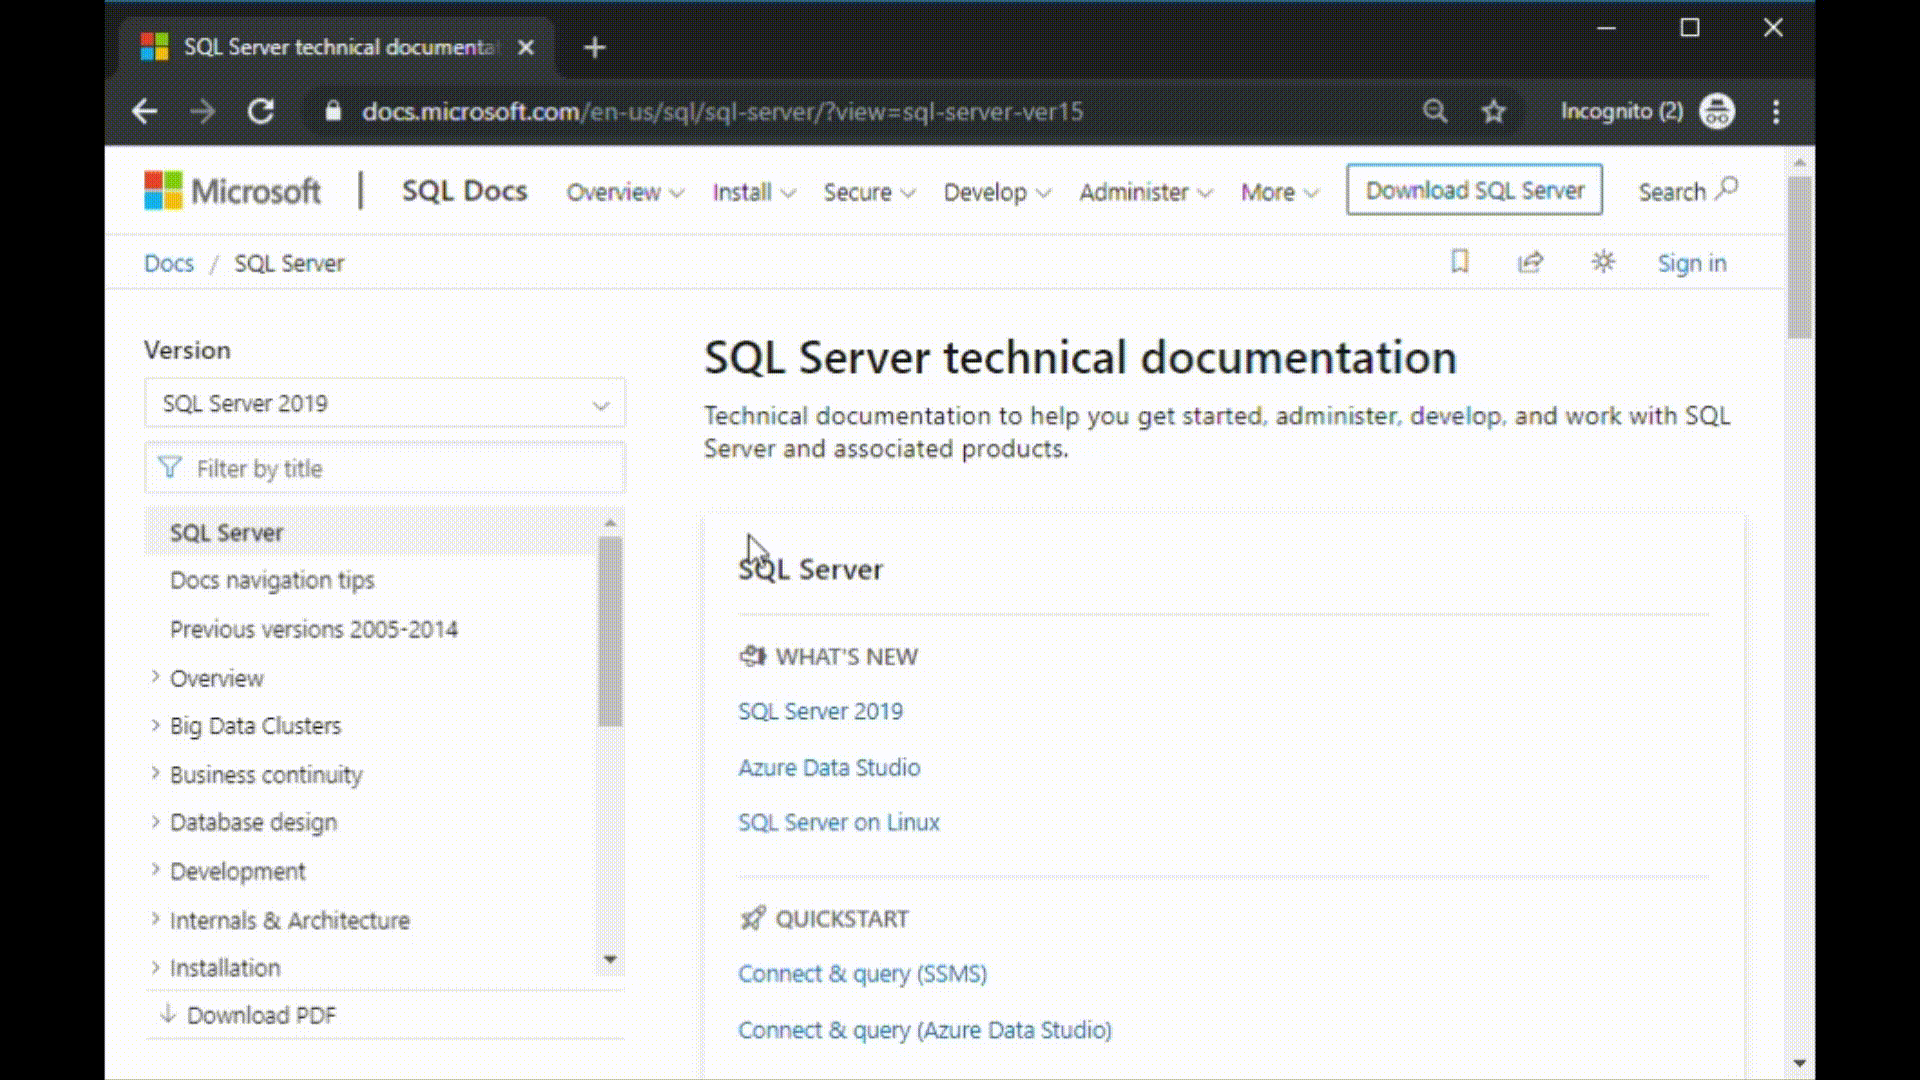 SQL Server technical documenta
docs.microsoft.com/en-us/sql/sql-server/?view=sql-server-ver15
Incognito (2)
Microsoft | SQL Docs Overview Install Secure Develop Administer More Download SQL Server Search
Docs / SQL Server
Sign in
Version
SQL Server 2019
Filter by title
SQL Server
Docs navigation tips
Previous versions 2005-2014
Overview
Big Data Clusters
Business continuity
Database design
Development
Internals & Architecture
Installation
Download PDF
SQL Server technical documentation
Technical documentation to help you get started, administer, develop, and work with SQL
Server and associated products.
SQL Server
WHAT'S NEW
SQL Server 2019
Azure Data Studio
SQL Server on Linux
QUICKSTART
Connect & query (SSMS)
Connect & query (Azure Data Studio)